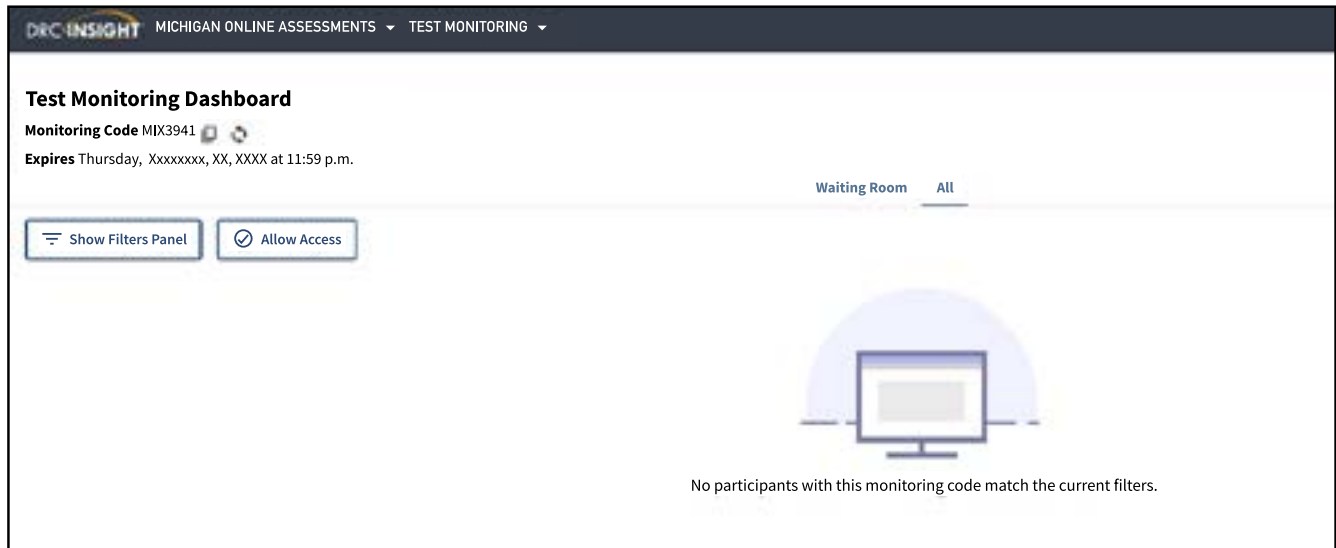 DRC INSIGHT MICHIGAN ONLINE ASSESSMENTS TEST MONITORING
Test Monitoring Dashboard
Monitoring Code MIX3941
Expires Thursday, Xxxxxxxx, XX, XXXX at 11:59 p.m.
Waiting Room All
Show Filters Panel Allow Access
No participants with this monitoring code match the current filters.